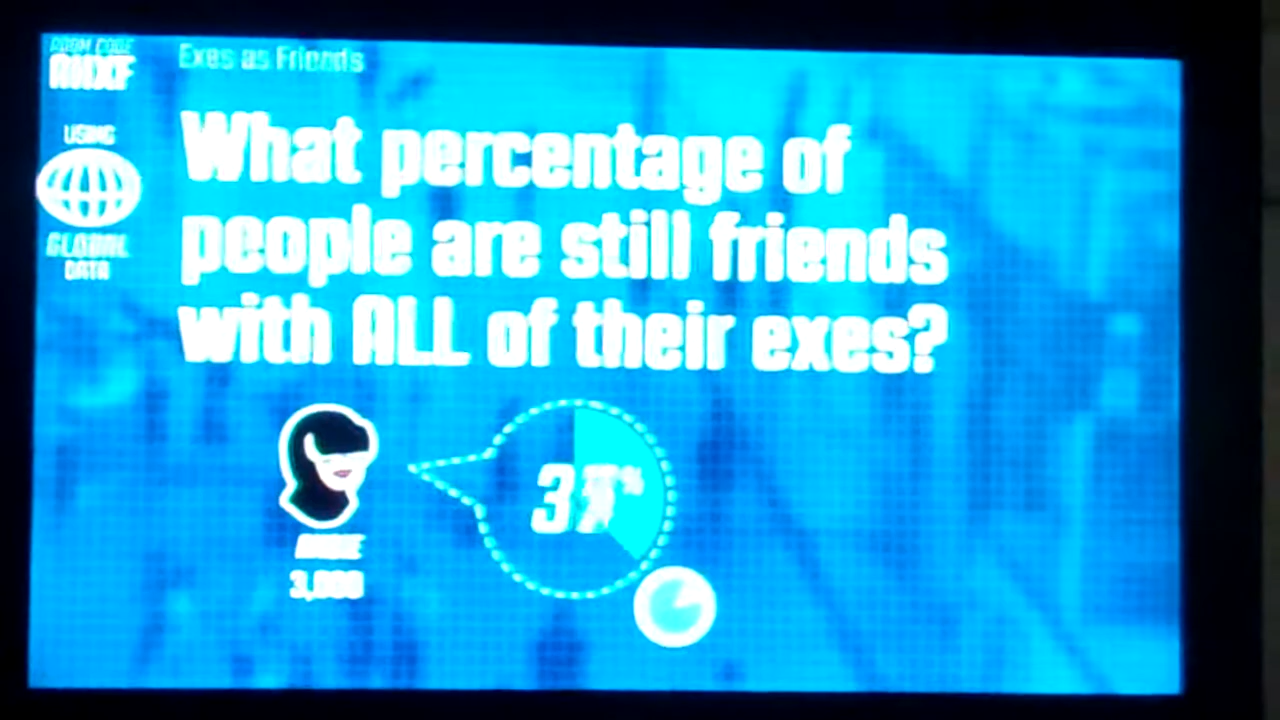 ROOM CODE
Exes as Friends
USING
GLOBAL
DATA
What percentage of
people are still friends
with ALL of their exes?
37%
3,000